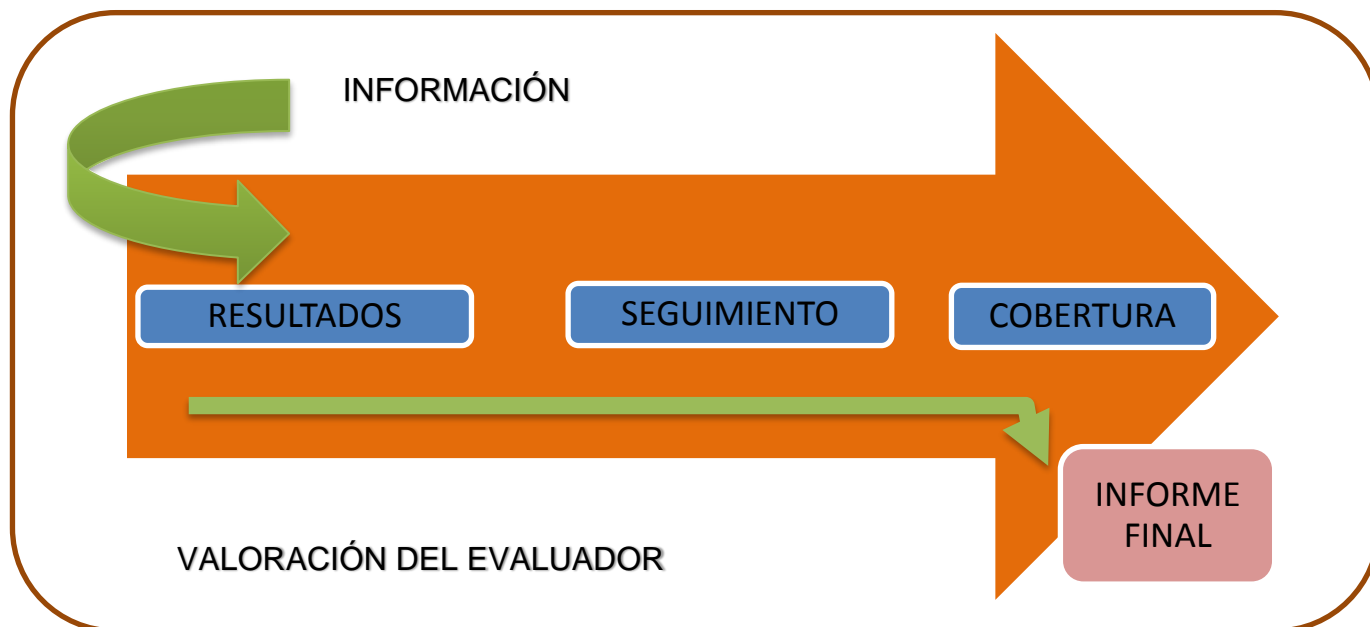 INFORMACIÓN
RESULTADOS
SEGUIMIENTO
COBERTURA
INFORME
FINAL
VALORACIÓN DEL EVALUADOR